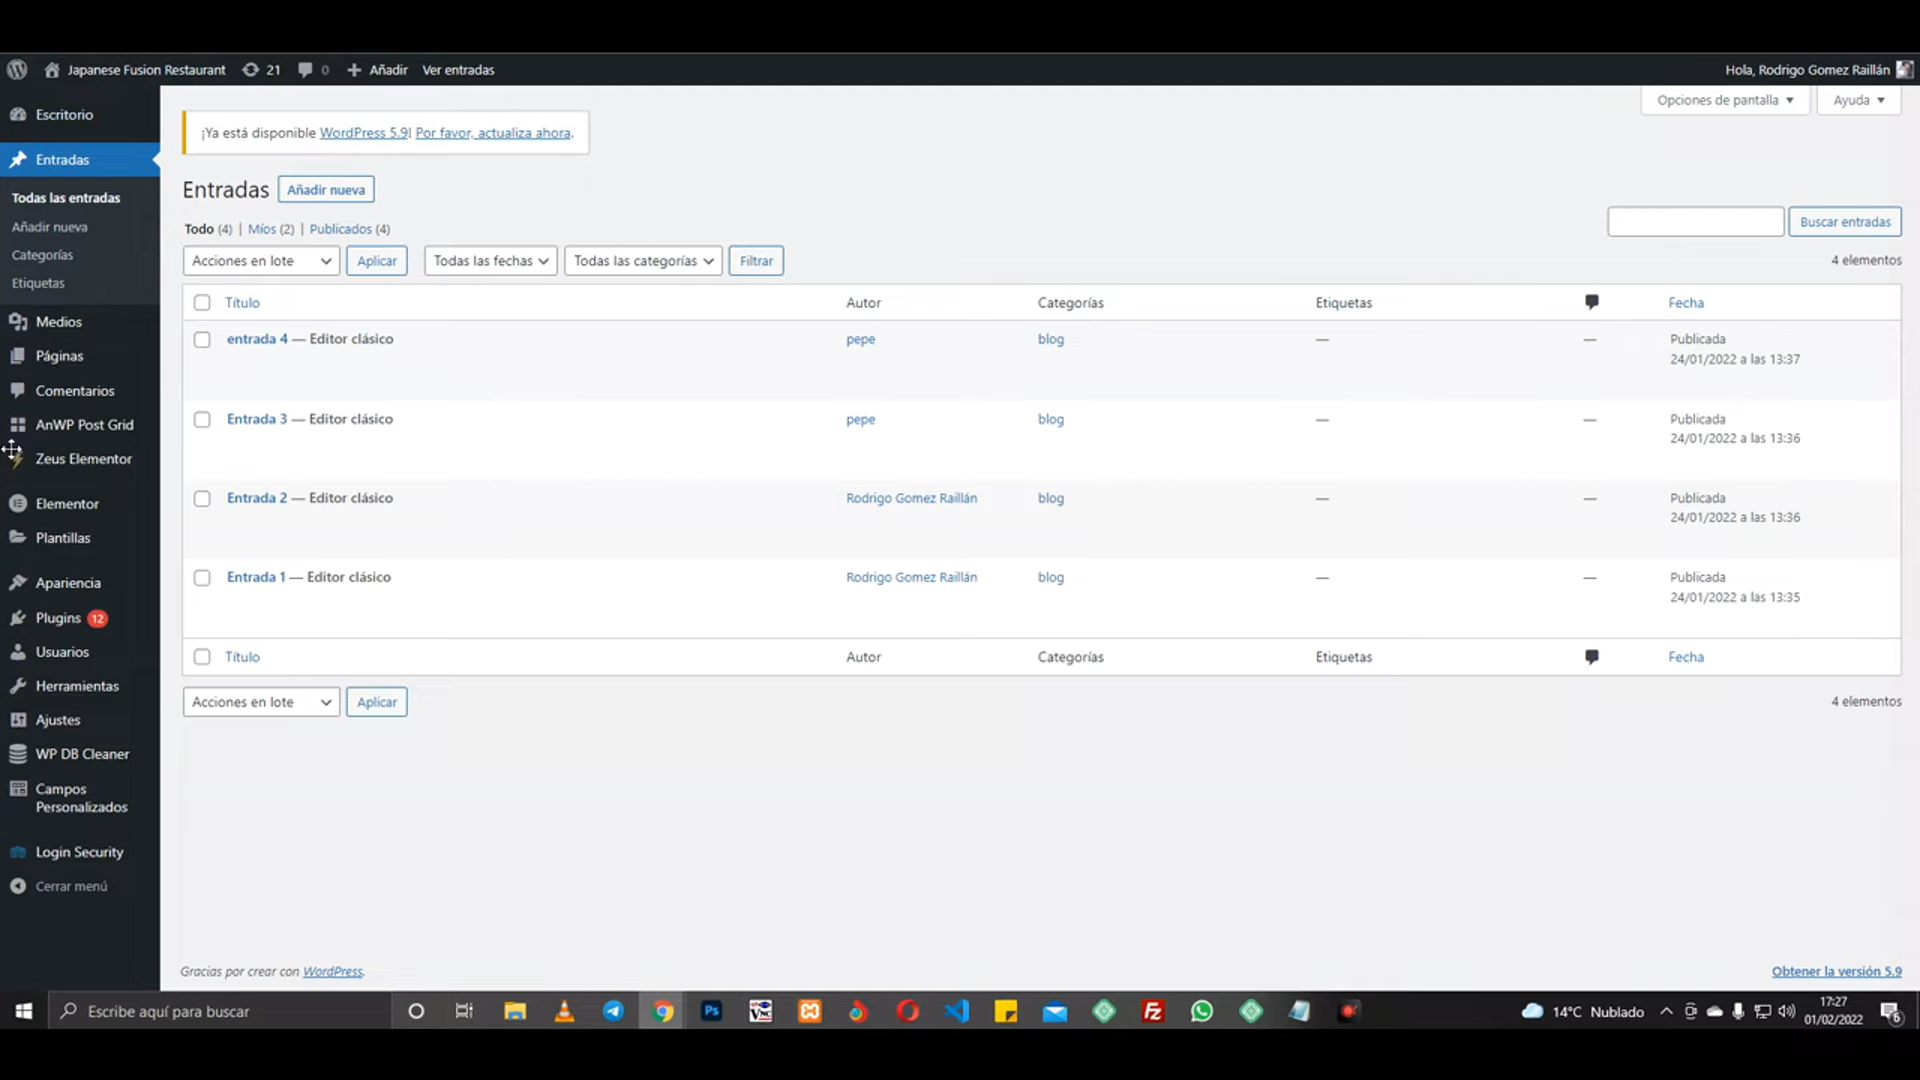 Japanese Fusion Restaurant 21 0 Añadir Ver entradas Hola, Rodrigo Gomez Raillán
Opciones de pantalla Ayuda
Escritorio
Entradas
Todas las entradas
Añadir nueva
Categorías
Etiquetas
Medios
Páginas
Comentarios
AnWP Post Grid
Zeus Elementor
Elementor
Plantillas
Apariencia
Plugins 12
Usuarios
Herramientas
Ajustes
WP DB Cleaner
Campos
Personalizados
Login Security
Cerrar menú
¡Ya está disponible WordPress 5.9! Por favor, actualiza ahora.
Entradas Añadir nueva
Todo (4) | Míos (2) | Publicados (4)
Buscar entradas
Acciones en lote Aplicar Todas las fechas Todas las categorías Filtrar 4 elementos
Título Autor Categorías Etiquetas Fecha
entrada 4 — Editor clásico pepe blog — — Publicada
24/01/2022 a las 13:37
Entrada 3 — Editor clásico pepe blog — — Publicada
24/01/2022 a las 13:36
Entrada 2 — Editor clásico Rodrigo Gomez Raillán blog — — Publicada
24/01/2022 a las 13:36
Entrada 1 — Editor clásico Rodrigo Gomez Raillán blog — — Publicada
24/01/2022 a las 13:35
Título Autor Categorías Etiquetas Fecha
Acciones en lote Aplicar 4 elementos
Gracias por crear con WordPress. Obtener la versión 5.9
Escribe aquí para buscar Ps VNC FZ 14°C Nublado 17:27
01/02/2022 6